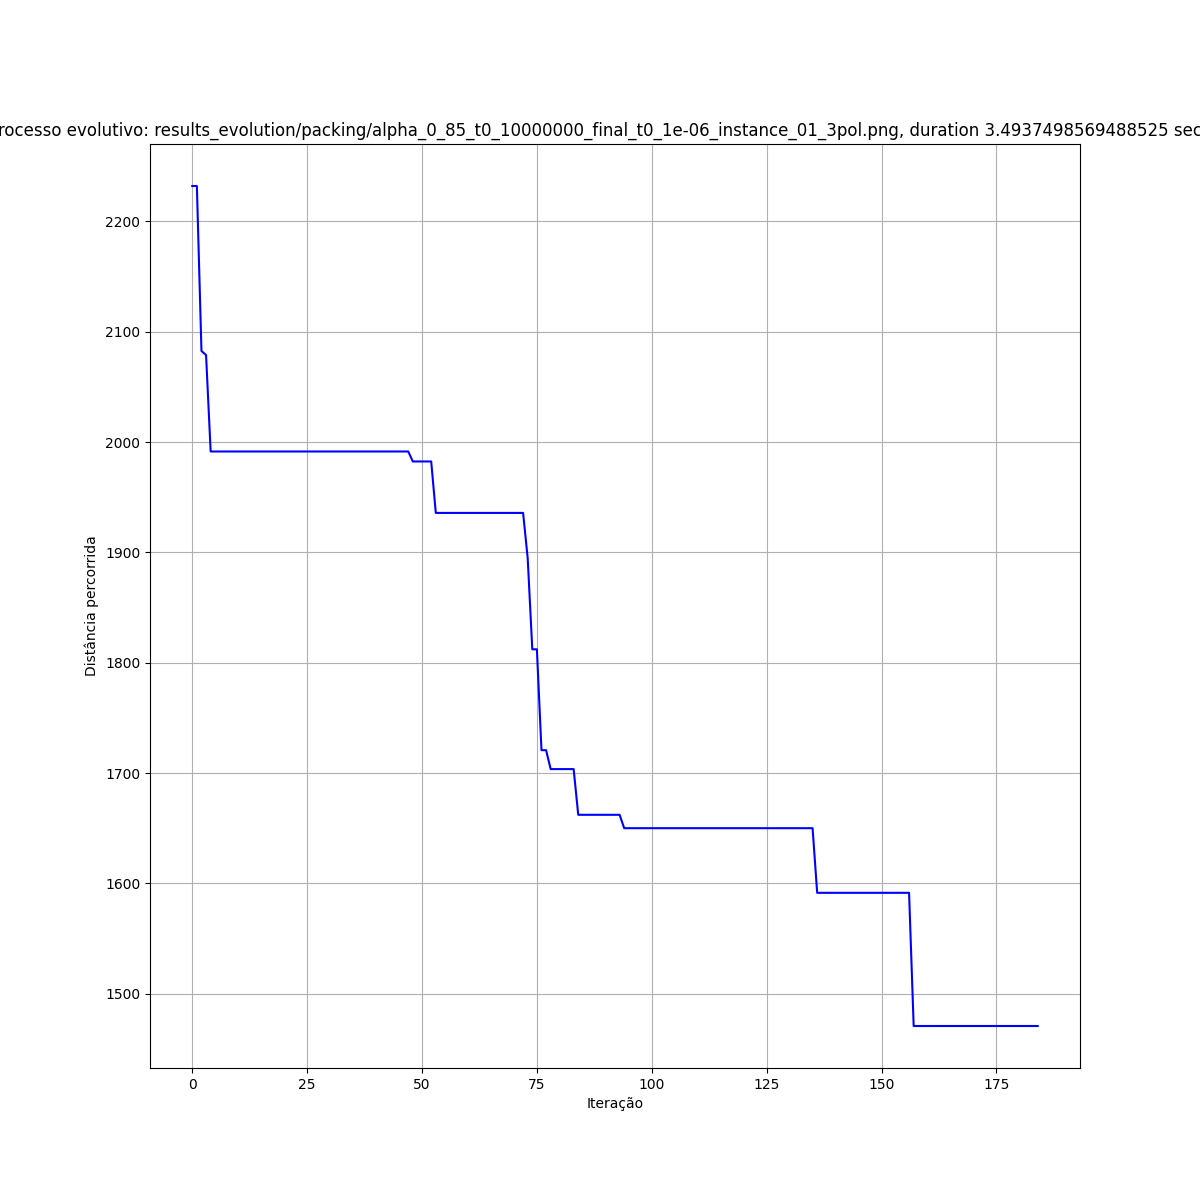 rocesso evolutivo: results_evolution/packing/alpha_0_85_t0_10000000_final_t0_1e-06_instance_01_3pol.png, duration 3.4937498569488525 sec
2200
2100
2000
1900
1800
1700
1600
1500
Distância percorrida
0 25 50 75 100 125 150 175
Iteração